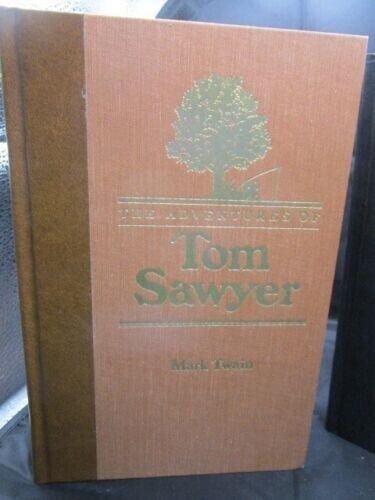 THE ADVENTURES OF
Tom
Sawyer
Mark Twain